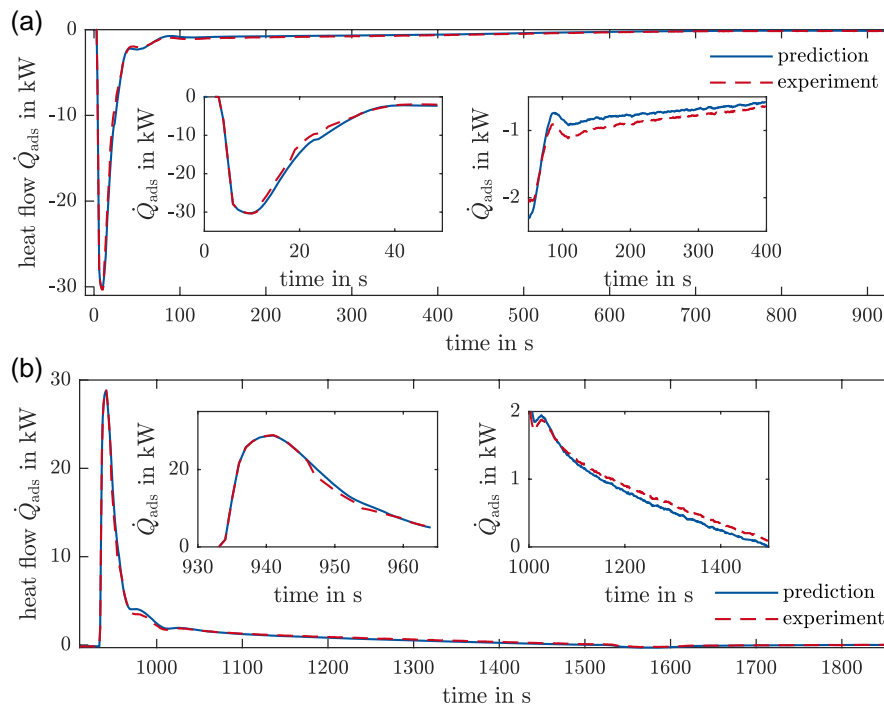 (a)
heat flow Q̇ads in kW
0
-10
-20
-30
0 100 200 300 400 500 600 700 800 900
time in s
prediction
experiment
Q̇ads in kW
0
-10
-20
-30
0 20 40
time in s
Q̇ads in kW
-1
-2
100 200 300 400
time in s
(b)
heat flow Q̇ads in kW
30
20
10
0
1000 1100 1200 1300 1400 1500 1600 1700 1800
time in s
Q̇ads in kW
20
0
930 940 950 960
time in s
Q̇ads in kW
2
1
0
1000 1200 1400
time in s
prediction
experiment